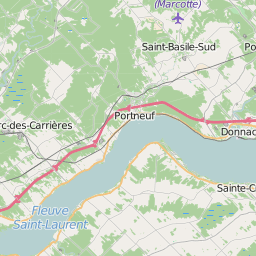 (Marcotte)
Saint-Basile-Sud
Po
Portneuf
rc-des-Carrières
Donnac
Sainte-C
Fleuve
Saint-Laurent